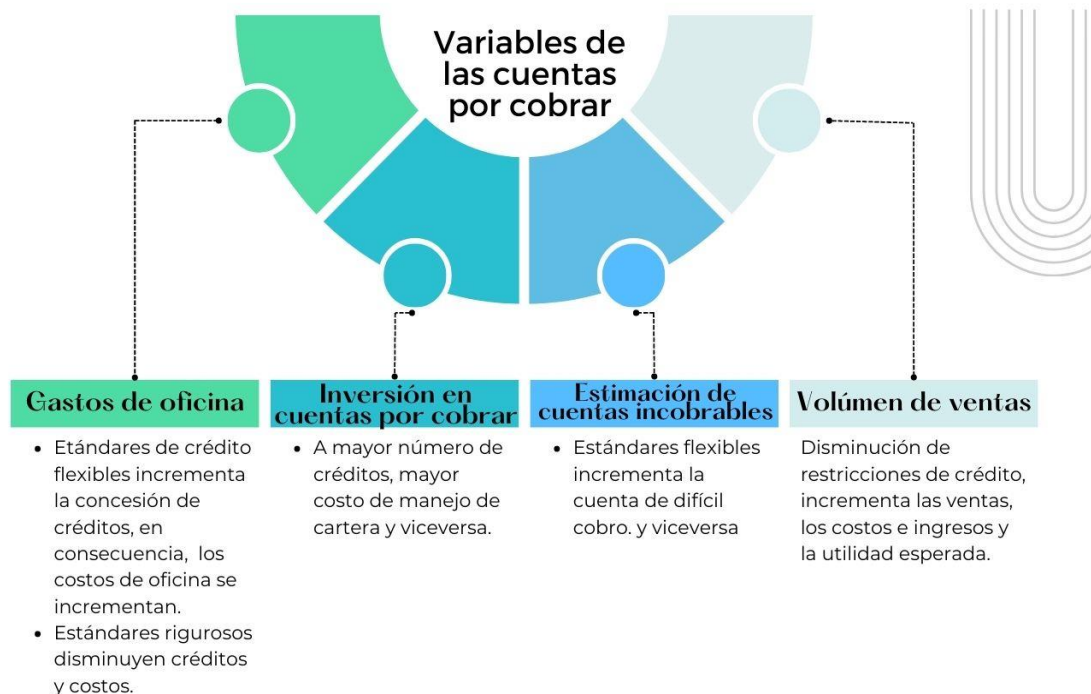 Variables de
las cuentas
por cobrar
Gastos de oficina
• Etándares de crédito
flexibles incrementa
la concesión de
créditos, en
consecuencia, los
costos de oficina se
incrementan.
• Estándares rigurosos
disminuyen créditos
y costos.
Inversión en
cuentas por cobrar
• A mayor número de
créditos, mayor
costo de manejo de
cartera y viceversa.
Estimación de
cuentas incobrables
• Estándares flexibles
incrementa la
cuenta de difícil
cobro. y viceversa
Volúmen de ventas
Disminución de
restricciones de crédito,
incrementa las ventas,
los costos e ingresos y
la utilidad esperada.